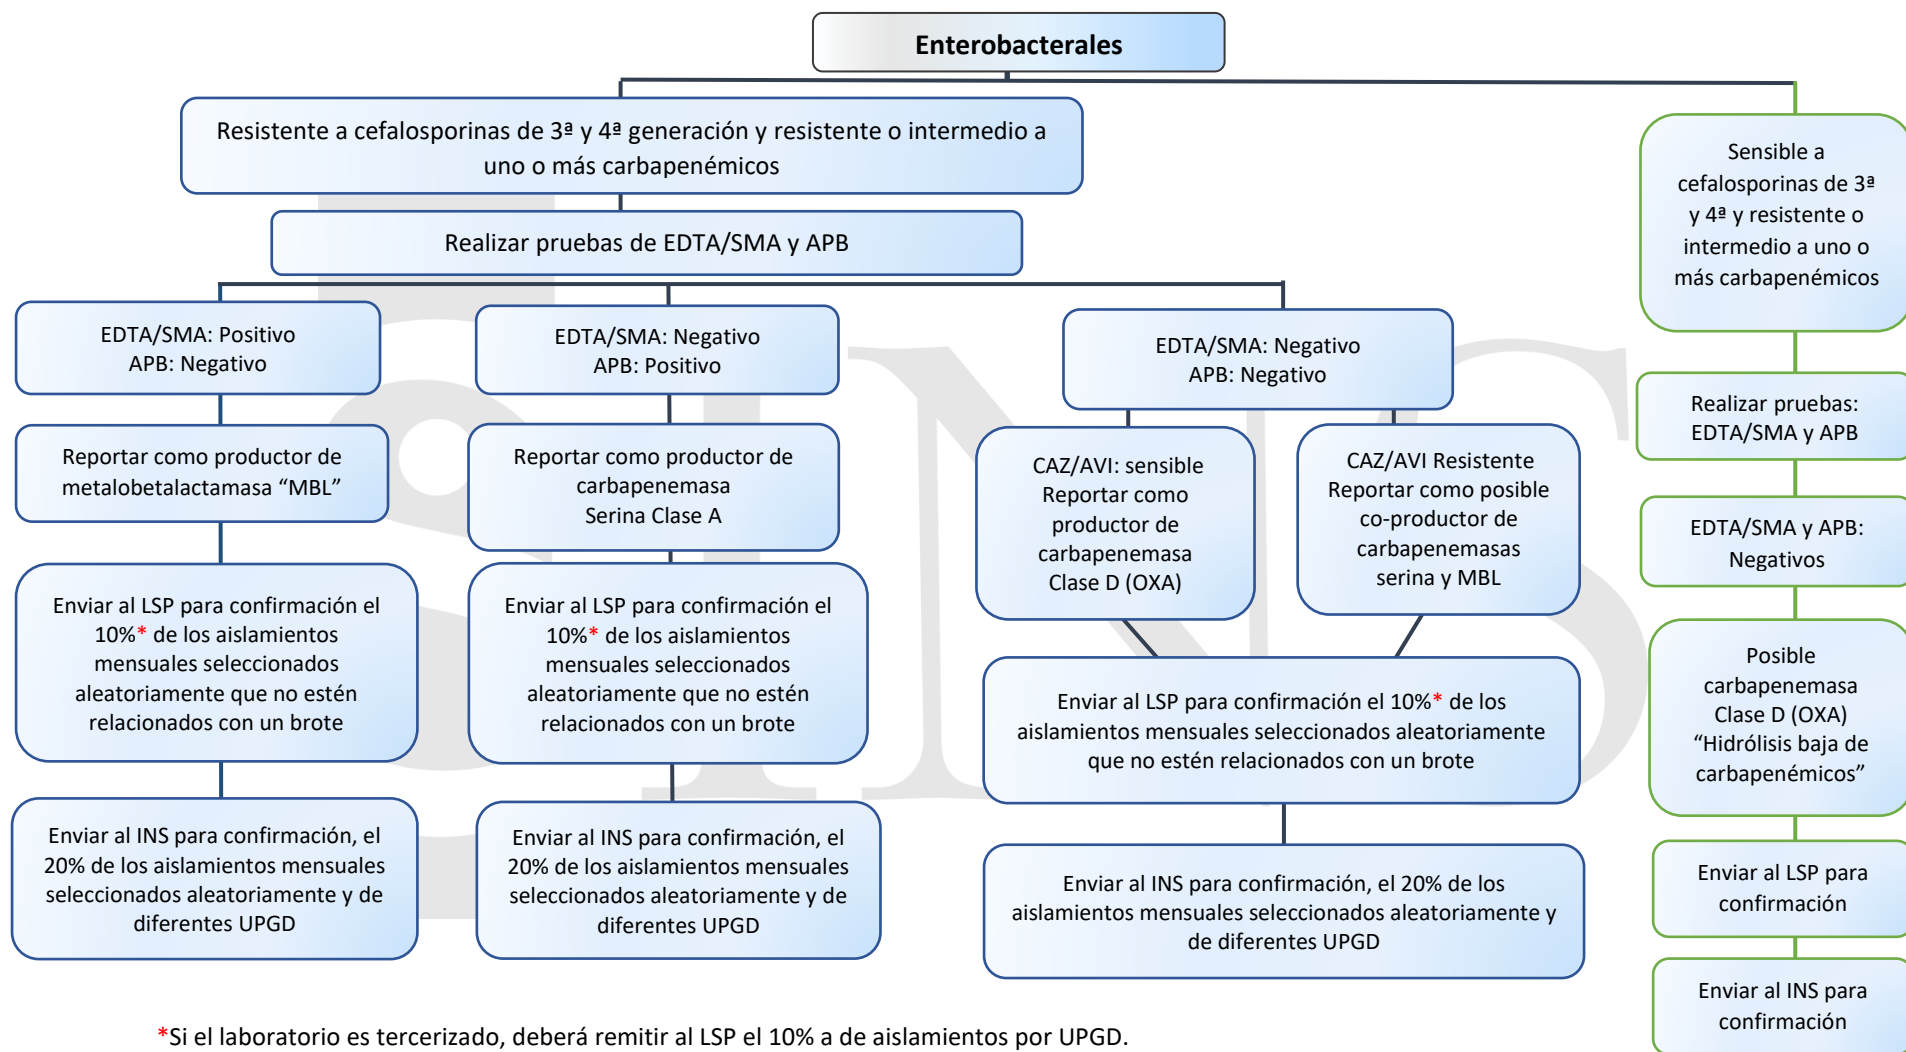 Enterobacterales
Resistente a cefalosporinas de 3ª y 4ª generación y resistente o intermedio a
uno o más carbapenémicos
Realizar pruebas de EDTA/SMA y APB
EDTA/SMA: Positivo
APB: Negativo
Reportar como productor de
metalobetalactamasa “MBL”
Enviar al LSP para confirmación el
10%* de los aislamientos
mensuales seleccionados
aleatoriamente que no estén
relacionados con un brote
Enviar al INS para confirmación, el
20% de los aislamientos mensuales
seleccionados aleatoriamente y de
diferentes UPGD
EDTA/SMA: Negativo
APB: Positivo
Reportar como productor de
carbapenemasa
Serina Clase A
Enviar al LSP para confirmación el
10%* de los aislamientos
mensuales seleccionados
aleatoriamente que no estén
relacionados con un brote
Enviar al INS para confirmación, el
20% de los aislamientos mensuales
seleccionados aleatoriamente y de
diferentes UPGD
EDTA/SMA: Negativo
APB: Negativo
CAZ/AVI: sensible
Reportar como
productor de
carbapenemasa
Clase D (OXA)
CAZ/AVI Resistente
Reportar como posible
co-productor de
carbapenemasas
serina y MBL
Enviar al LSP para confirmación el 10%* de los
aislamientos mensuales seleccionados aleatoriamente
que no estén relacionados con un brote
Enviar al INS para confirmación, el 20% de los
aislamientos mensuales seleccionados aleatoriamente y
de diferentes UPGD
Sensible a
cefalosporinas de 3ª
y 4ª y resistente o
intermedio a uno o
más carbapenémicos
Realizar pruebas:
EDTA/SMA y APB
EDTA/SMA y APB:
Negativos
Posible
carbapenemasa
Clase D (OXA)
“Hidrólisis baja de
carbapenémicos”
Enviar al LSP para
confirmación
Enviar al INS para
confirmación
*Si el laboratorio es tercerizado, deberá remitir al LSP el 10% a de aislamientos por UPGD.
INS